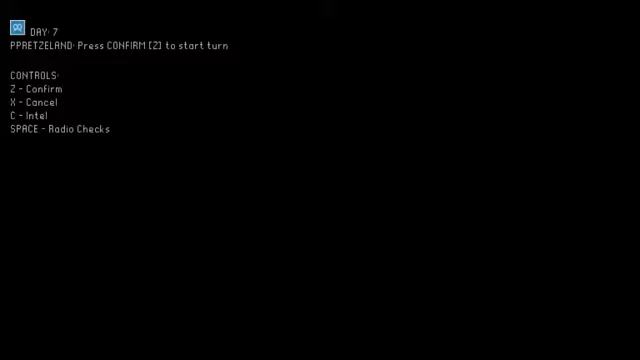 DAY: 7
PPRETZELAND: Press CONFIRM [Z] to start turn
CONTROLS:
Z - Confirm
X - Cancel
C - Intel
SPACE - Radio Checks